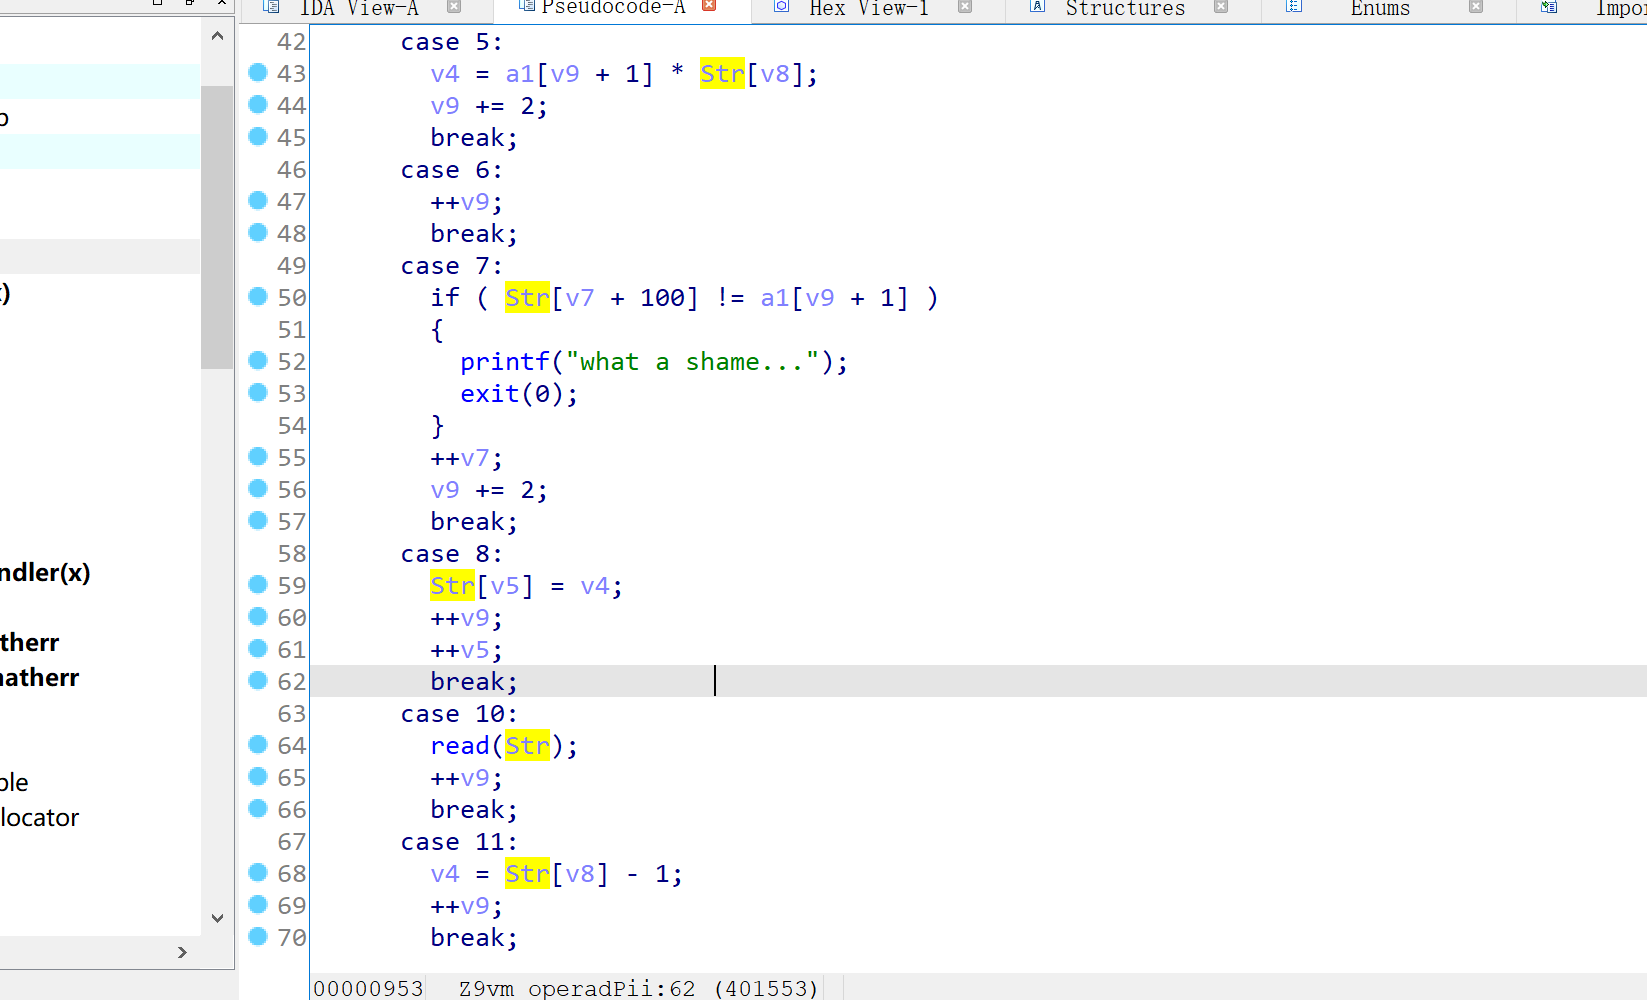 IDA View-A Pseudocode-A Hex View-1 Structures Enums
42 case 5:
43 v4 = a1[v9 + 1] * Str[v8];
44 v9 += 2;
45 break;
46 case 6:
47 ++v9;
48 break;
49 case 7:
50 if ( Str[v7 + 100] != a1[v9 + 1] )
51 {
52 printf("what a shame...");
53 exit(0);
54 }
55 ++v7;
56 v9 += 2;
57 break;
58 case 8:
59 Str[v5] = v4;
60 ++v9;
61 ++v5;
62 break;
63 case 10:
64 read(Str);
65 ++v9;
66 break;
67 case 11:
68 v4 = Str[v8] - 1;
69 ++v9;
70 break;
ndler(x)
therr
atherr
ble
locator
00000953 Z9vm_operadPii:62 (401553)